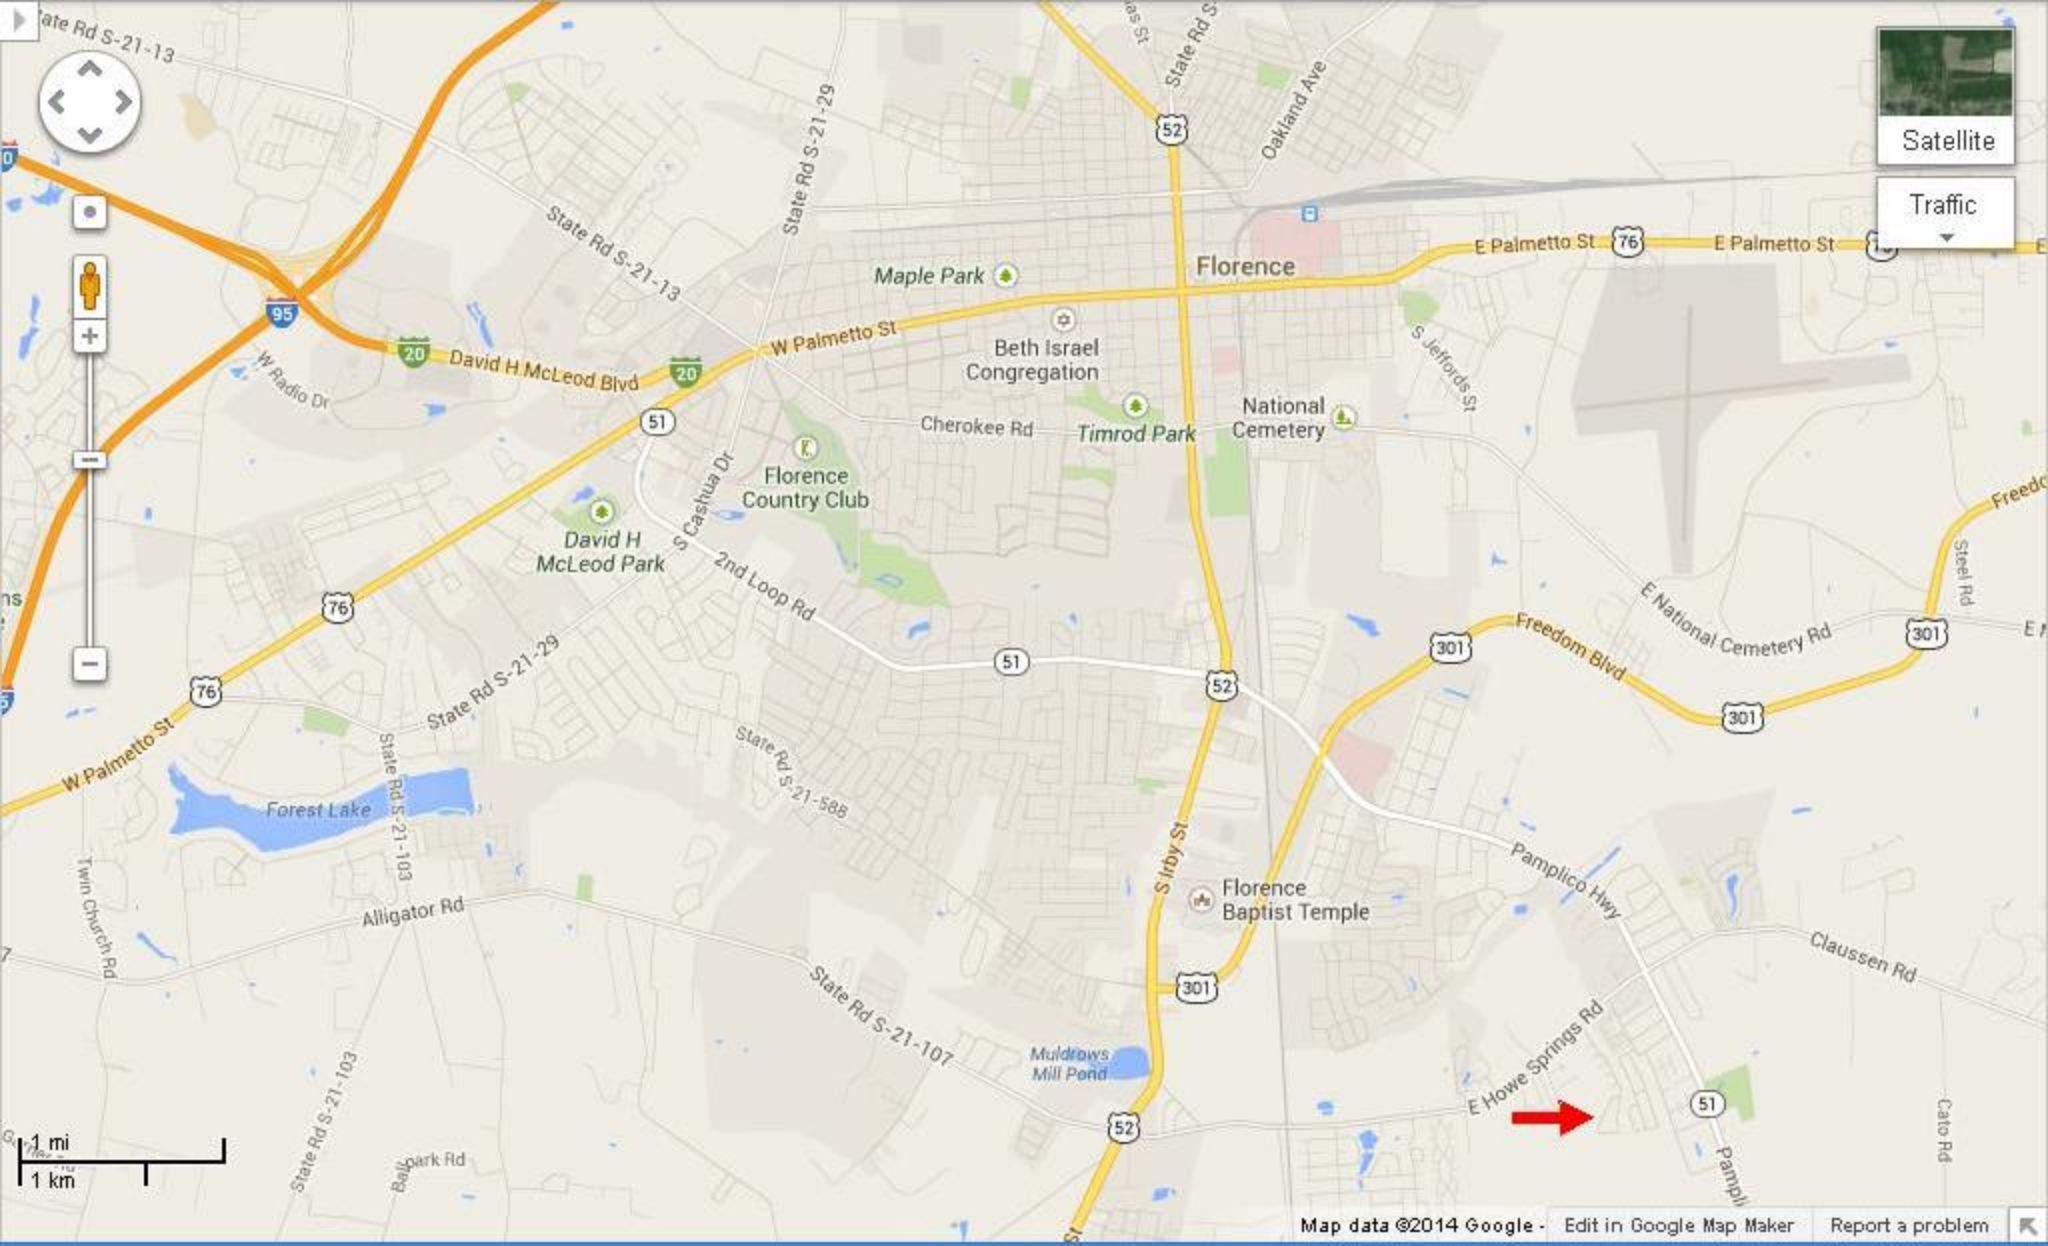 ate Rd S-21-13
State Rd S
Oakland Ave
52
State Rd S-21-29
Satellite
Traffic
0
State Rd S-21-13
E Palmetto St
76
E Palmetto St
Florence
Maple Park
95
20
David H McLeod Blvd
20
W Palmetto St
Beth Israel
Congregation
W Radio Dr
S Jeffords St
51
Cherokee Rd
Timrod Park
National
Cemetery
Florence
Country Club
S Cashua Dr
David H
McLeod Park
2nd Loop Rd
Freedo
Steel Rd
76
51
52
301
Freedom Blvd
E National Cemetery Rd
301
301
76
State Rd S-21-29
W Palmetto St
State Rd S-21-103
State Rd S-21-588
Forest Lake
S Irby St
Pamplico Hwy
Twin Church Rd
Alligator Rd
Florence
Baptist Temple
Claussen Rd
7
State Rd S-21-107
301
E Howe Springs Rd
Muldrows
Mill Pond
51
52
State Rd S-21-103
Cato Rd
1 mi
1 km
Ballpark Rd
Pampli
St
Map data ©2014 Google - Edit in Google Map Maker Report a problem